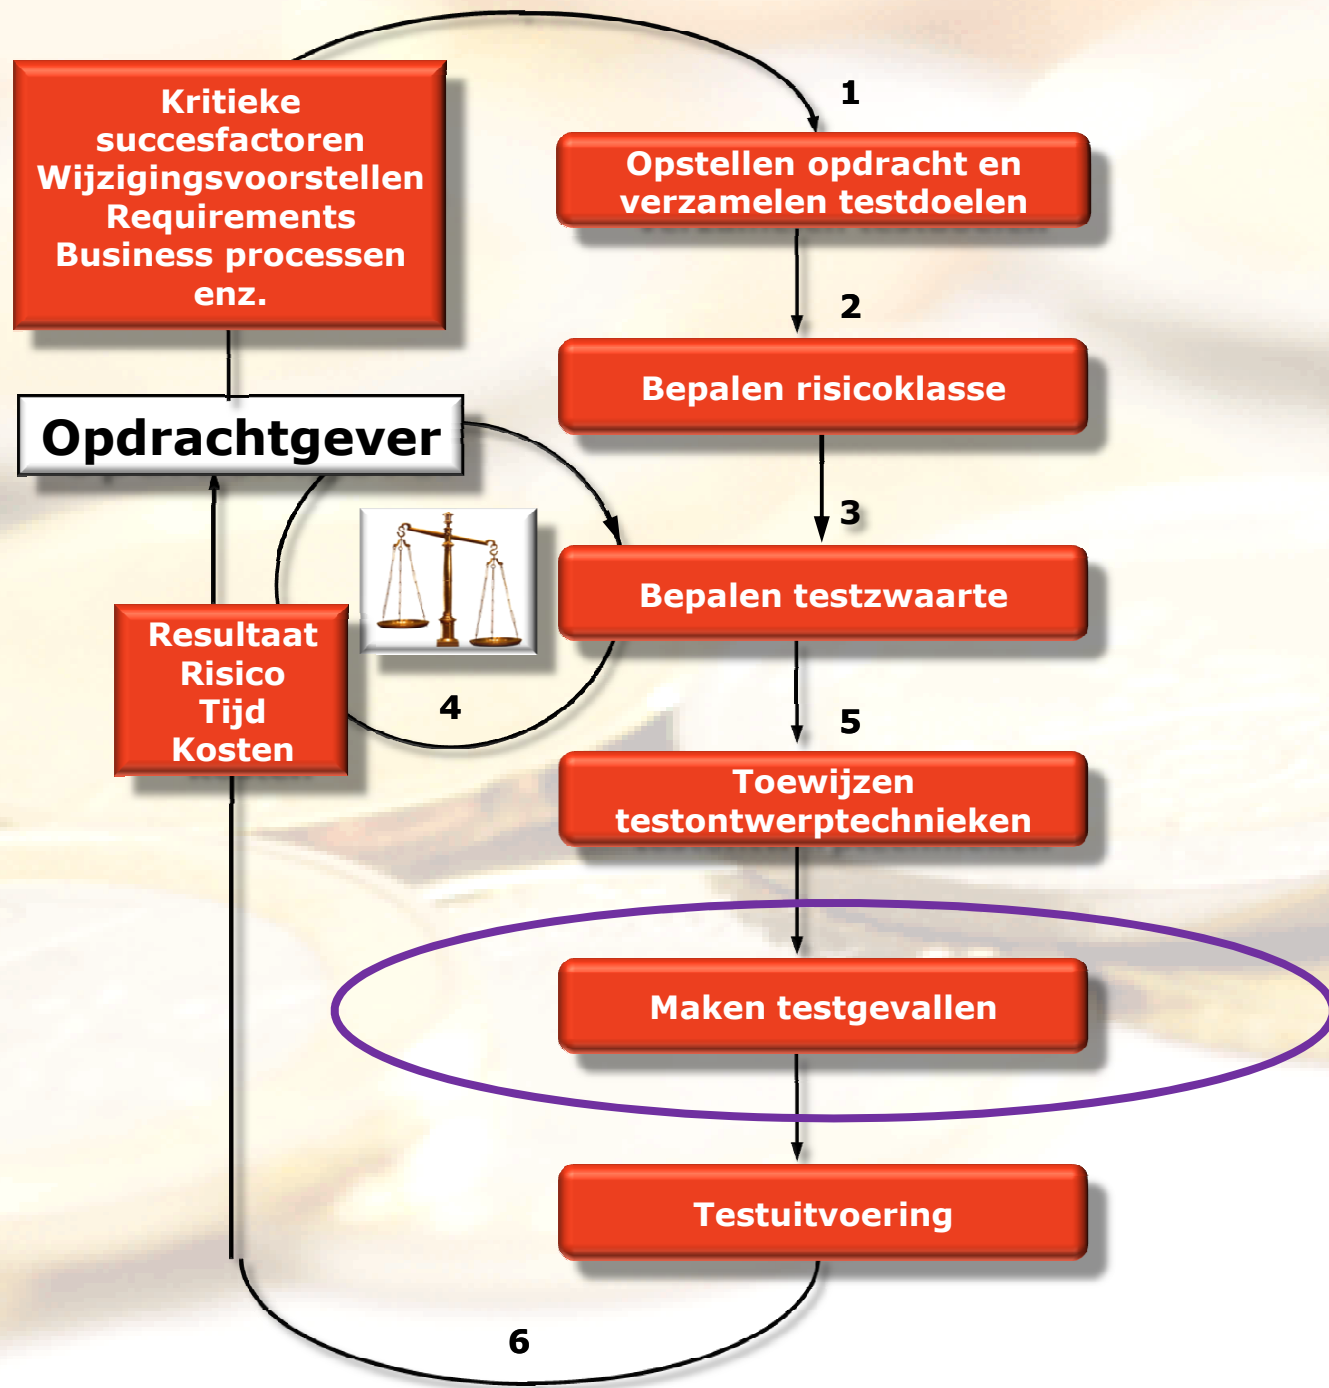 Kritieke
succesfactoren
Wijzigingsvoorstellen
Requirements
Business processen
enz.
1
Opstellen opdracht en
verzamelen testdoelen
2
Bepalen risicoklasse
Opdrachtgever
3
Bepalen testzwaarte
Resultaat
Risico
Tijd
Kosten
4
5
Toewijzen
testontwerptechnieken
Maken testgevallen
Testuitvoering
6